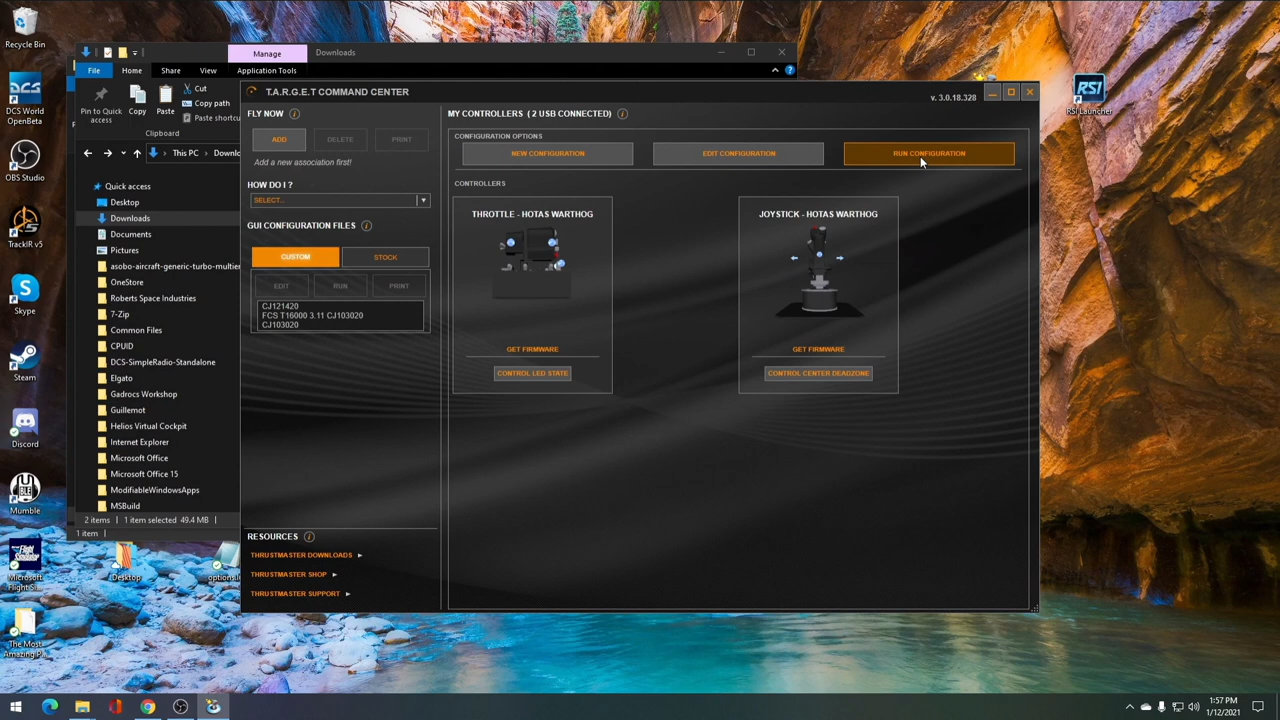 Recycle Bin
DCS World
OpenBeta
OBS Studio
TrackIR v5
Skype
Steam
Discord
Mumble
Microsoft
Flight Si...
The Most
Amazing P...
Manage
Downloads
File
Home
Share
View
Application Tools
Pin to Quick
access
Copy
Paste
Cut
Copy path
Paste shortcu
Clipboard
This PC
Downlo
Quick access
Desktop
Downloads
Documents
Pictures
asobo-aircraft-generic-turbo-multien
OneStore
Roberts Space Industries
7-Zip
Common Files
CPUID
DCS-SimpleRadio-Standalone
Elgato
Gadrocs Workshop
Guillemot
Helios Virtual Cockpit
Internet Explorer
Microsoft Office
Microsoft Office 15
ModifiableWindowsApps
MSBuild
2 items
1 item selected 49.4 MB
1 item
Desktop
T.A.R.G.E.T COMMAND CENTER
v. 3.0.18.328
FLY NOW
ADD
DELETE
PRINT
Add a new association first!
HOW DO I ?
SELECT...
GUI CONFIGURATION FILES
CUSTOM
STOCK
EDIT
RUN
PRINT
CJ121420
FCS T16000 3.11 CJ103020
CJ103020
RESOURCES
THRUSTMASTER DOWNLOADS
THRUSTMASTER SHOP
THRUSTMASTER SUPPORT
MY CONTROLLERS ( 2 USB CONNECTED)
CONFIGURATION OPTIONS
NEW CONFIGURATION
EDIT CONFIGURATION
RUN CONFIGURATION
CONTROLLERS
THROTTLE - HOTAS WARTHOG
GET FIRMWARE
CONTROL LED STATE
JOYSTICK - HOTAS WARTHOG
GET FIRMWARE
CONTROL CENTER DEADZONE
RSI
RSI Launcher
1:57 PM
1/12/2021